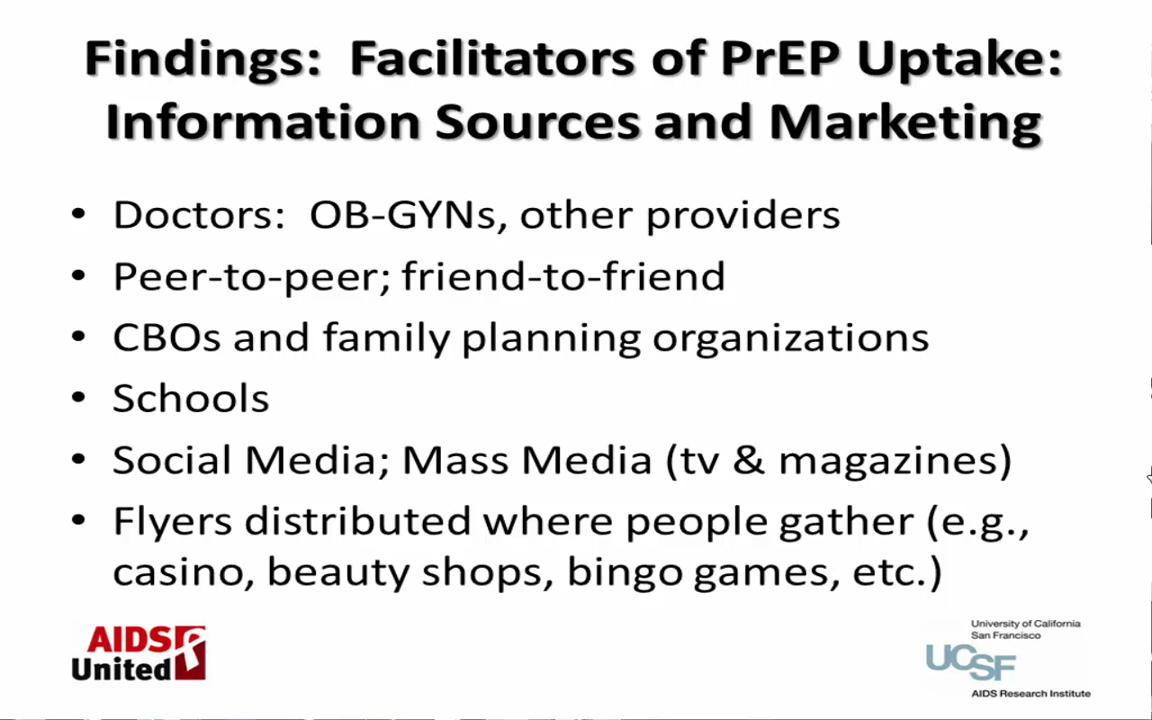 Findings: Facilitators of PrEP Uptake:
Information Sources and Marketing
• Doctors: OB-GYNs, other providers
• Peer-to-peer; friend-to-friend
• CBOs and family planning organizations
• Schools
• Social Media; Mass Media (tv & magazines)
• Flyers distributed where people gather (e.g.,
casino, beauty shops, bingo games, etc.)
AIDS
United
University of California
San Francisco
UCSF
AIDS Research Institute